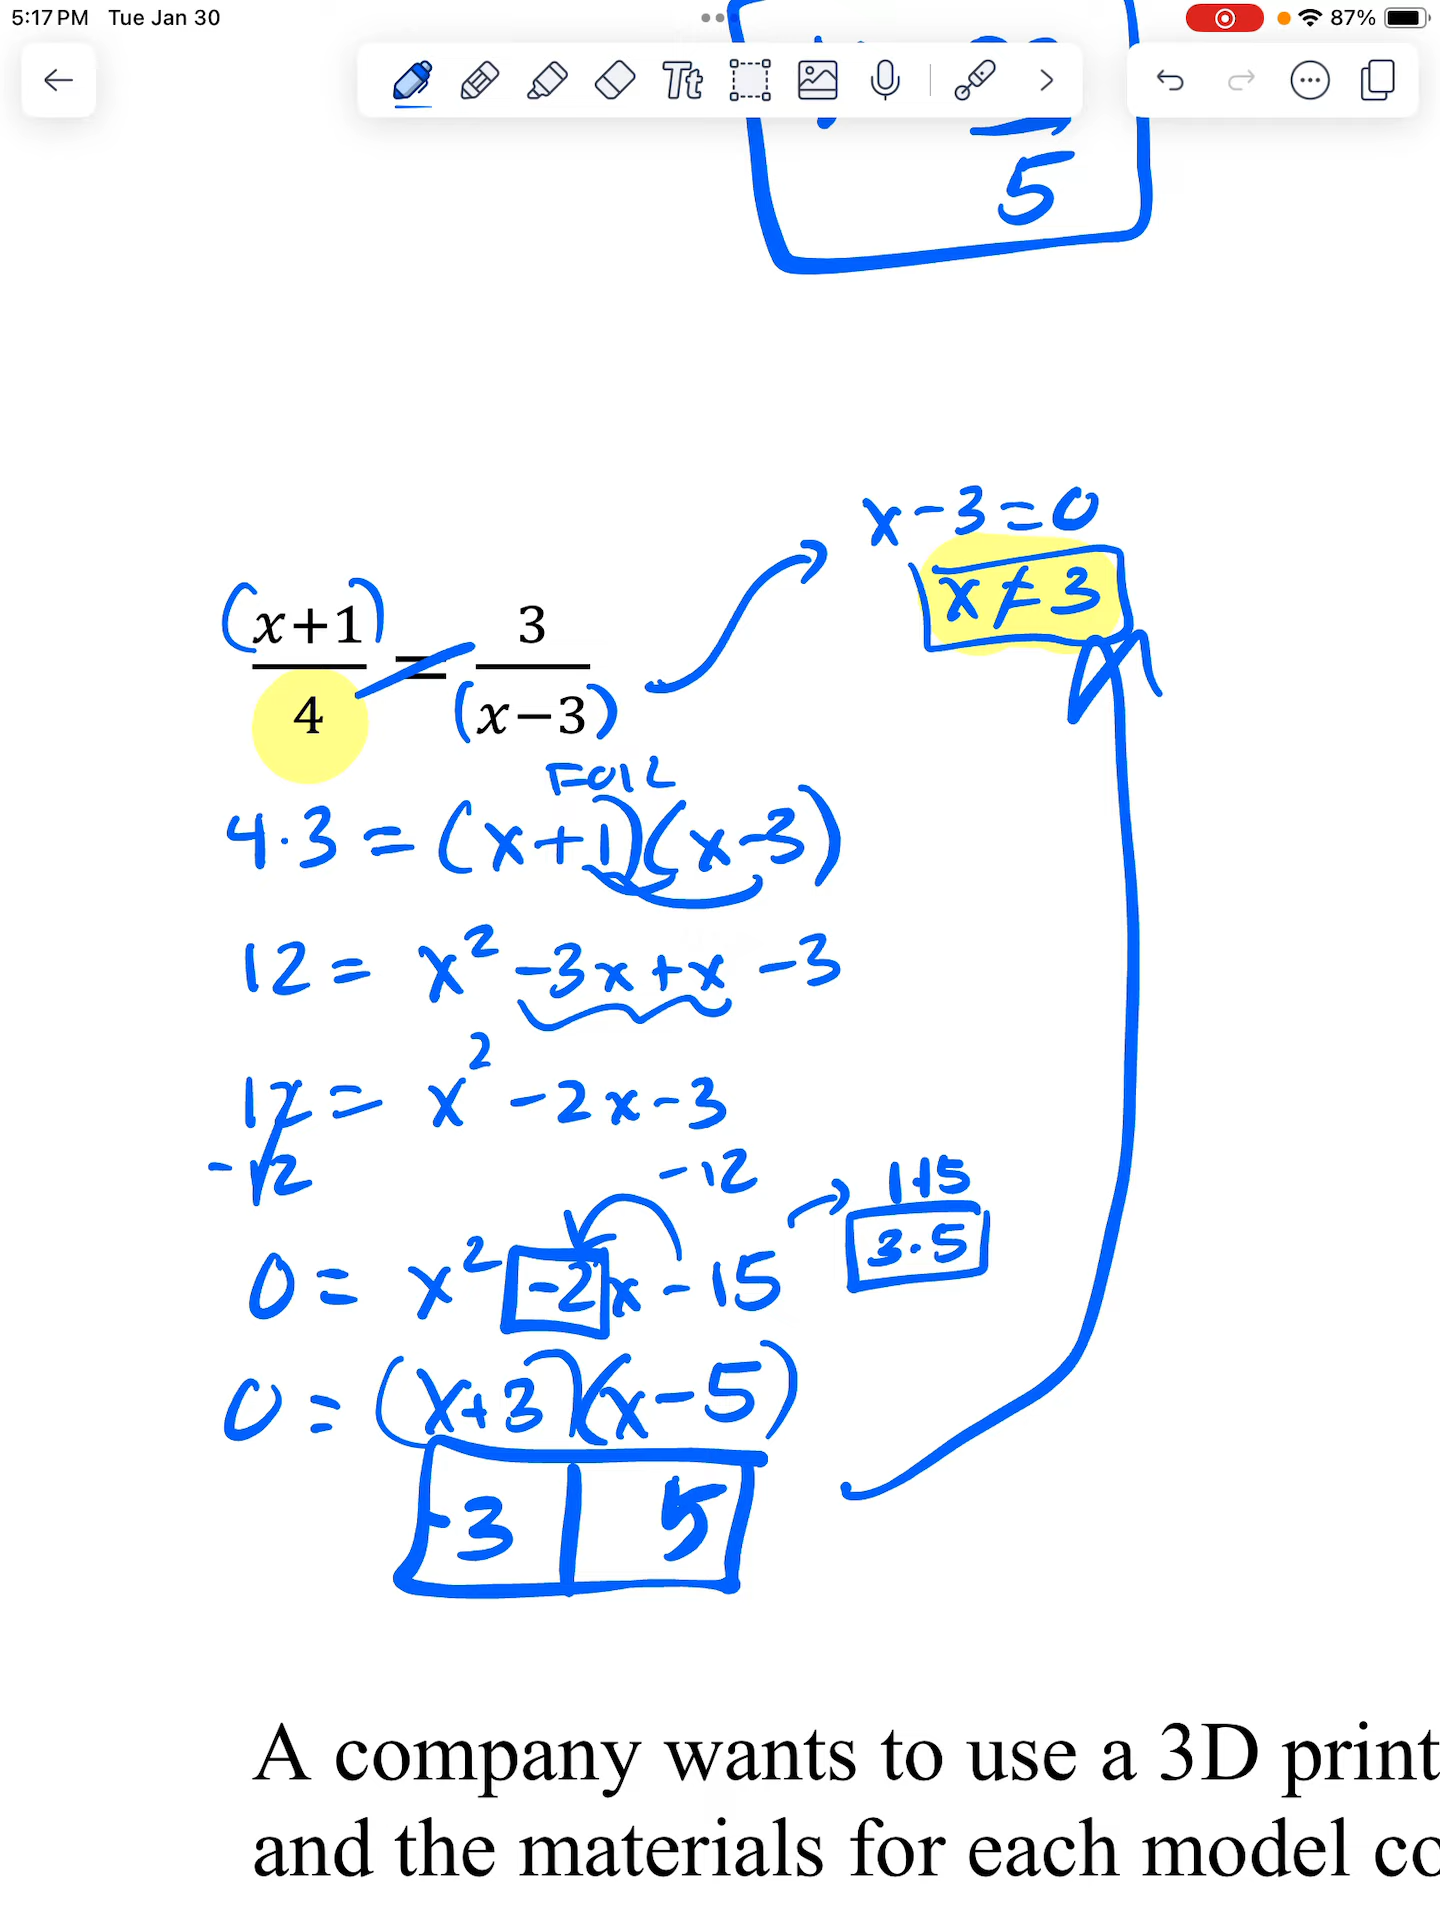 5:17 PM Tue Jan 30
87%
Tt
5
x-3=0
x≠3
(x+1)/4 = 3/(x-3)
FOIL
4·3 = (x+1)(x-3)
12 = x² -3x+x -3
12 = x² -2x-3
-12 -12
1·15
3·5
0 = x² -2x -15
0 = (x+3)(x-5)
-3 | 5
A company wants to use a 3D print
and the materials for each model co